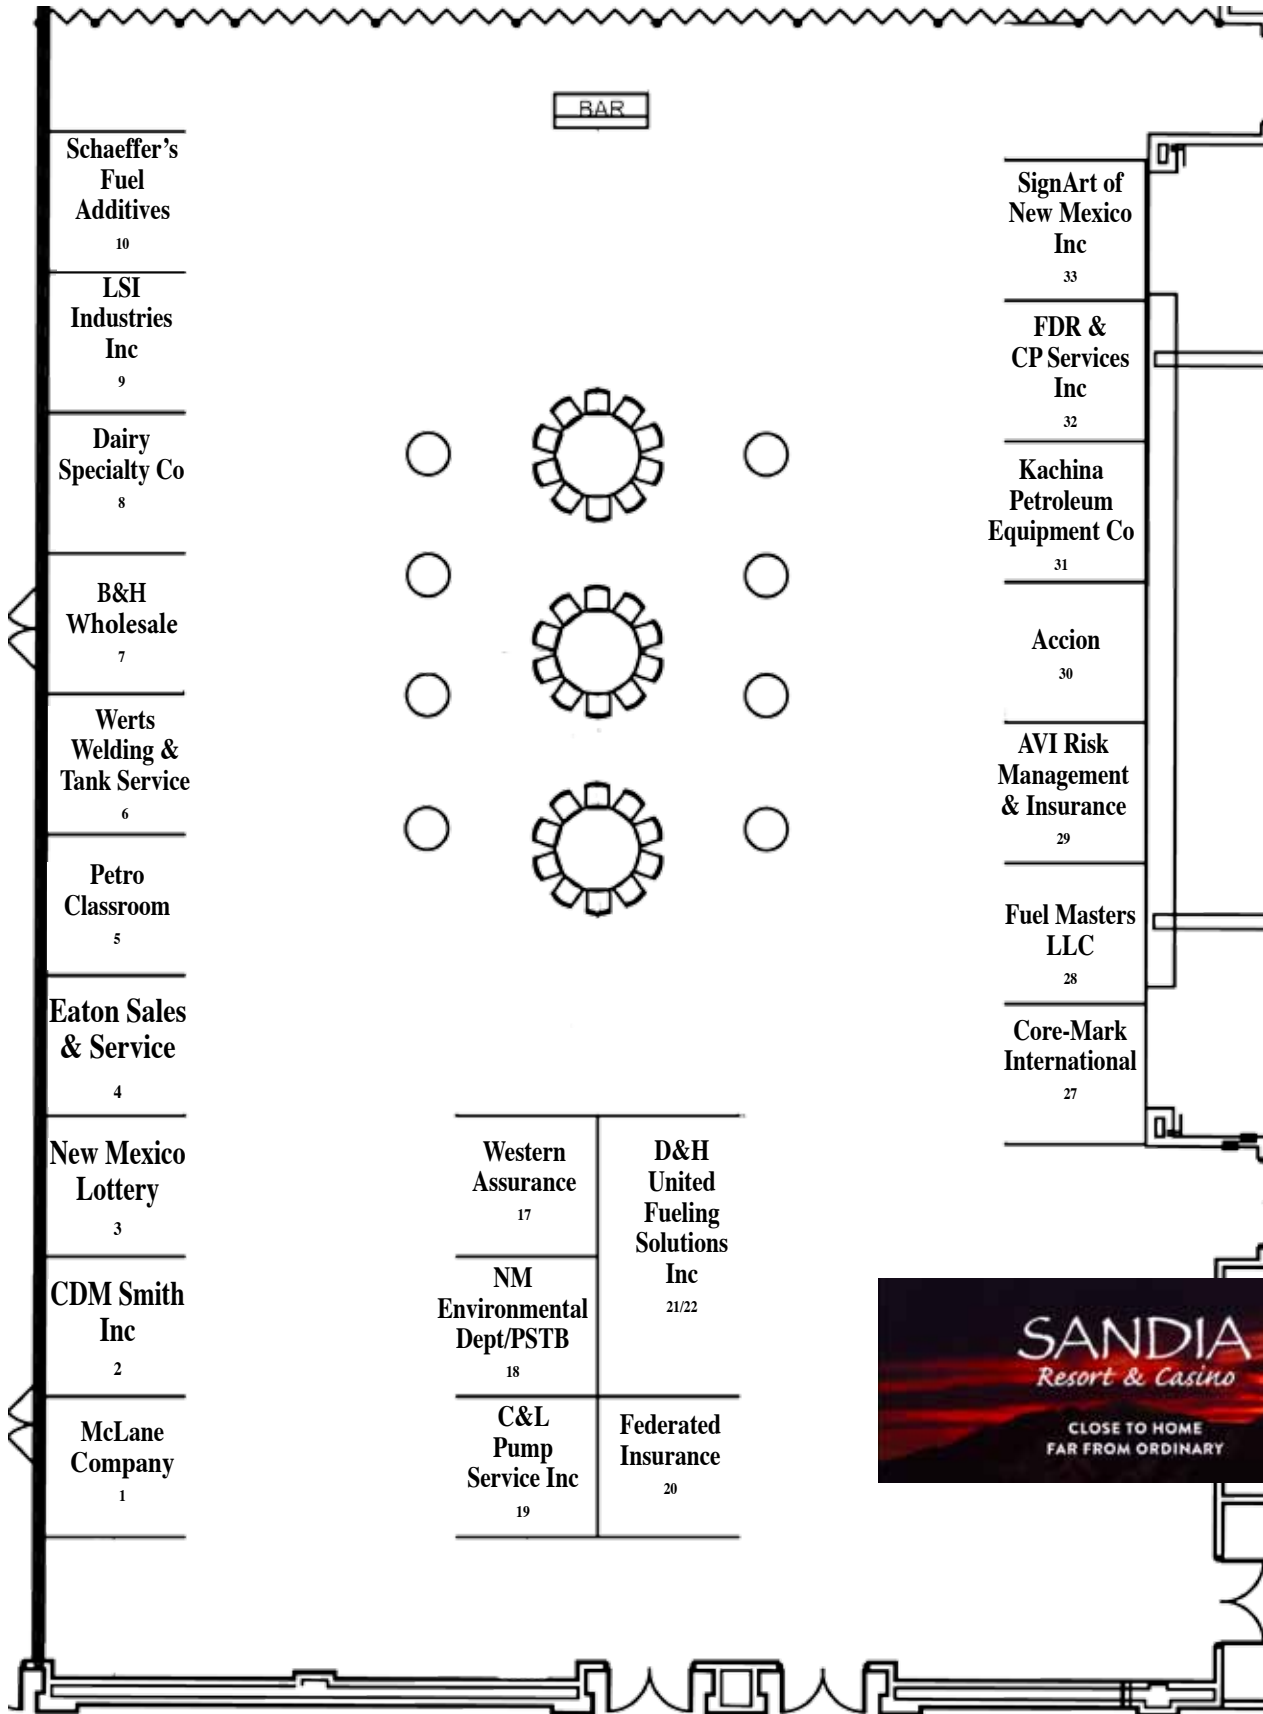 BAR
Schaeffer’s
Fuel
Additives
10
LSI
Industries
Inc
9
Dairy
Specialty Co
8
B&H
Wholesale
7
Werts
Welding &
Tank Service
6
Petro
Classroom
5
Eaton Sales
& Service
4
New Mexico
Lottery
3
CDM Smith
Inc
2
McLane
Company
1
Western
Assurance
17
NM
Environmental
Dept/PSTB
18
C&L
Pump
Service Inc
19
D&H
United
Fueling
Solutions
Inc
21/22
Federated
Insurance
20
SignArt of
New Mexico
Inc
33
FDR &
CP Services
Inc
32
Kachina
Petroleum
Equipment Co
31
Accion
30
AVI Risk
Management
& Insurance
29
Fuel Masters
LLC
28
Core-Mark
International
27
SANDIA
Resort & Casino
CLOSE TO HOME
FAR FROM ORDINARY